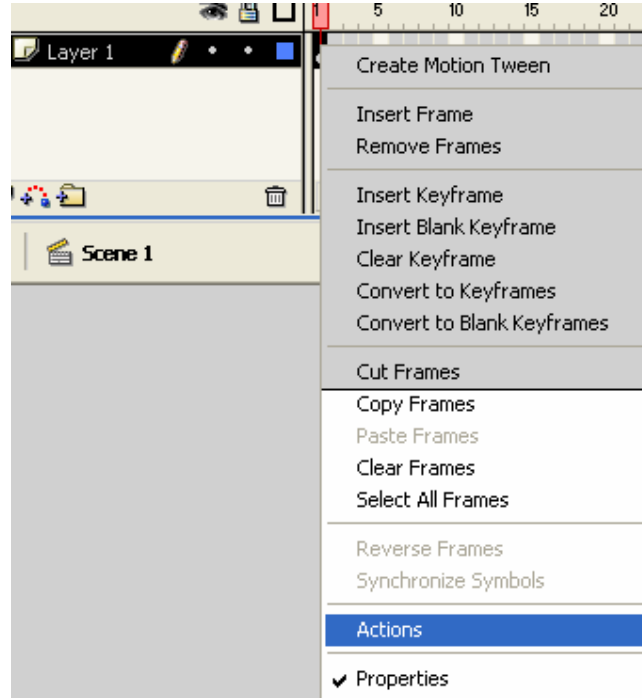 1 5 10 15 20
Layer 1
Create Motion Tween
Insert Frame
Remove Frames
Insert Keyframe
Insert Blank Keyframe
Scene 1
Clear Keyframe
Convert to Keyframes
Convert to Blank Keyframes
Cut Frames
Copy Frames
Paste Frames
Clear Frames
Select All Frames
Reverse Frames
Synchronize Symbols
Actions
Properties